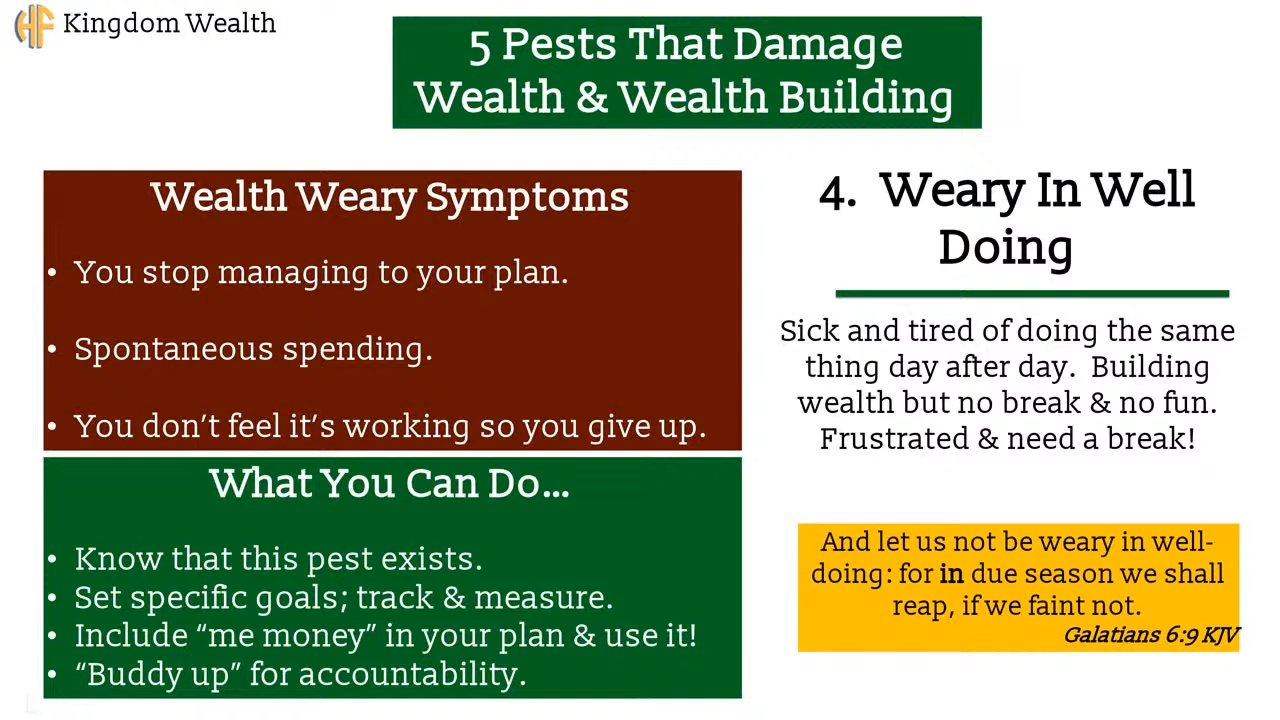 HF Kingdom Wealth
5 Pests That Damage
Wealth & Wealth Building
Wealth Weary Symptoms
• You stop managing to your plan.
• Spontaneous spending.
• You don’t feel it’s working so you give up.
What You Can Do...
• Know that this pest exists.
• Set specific goals; track & measure.
• Include “me money” in your plan & use it!
• “Buddy up” for accountability.
4. Weary In Well
Doing
Sick and tired of doing the same
thing day after day. Building
wealth but no break & no fun.
Frustrated & need a break!
And let us not be weary in well-
doing: for in due season we shall
reap, if we faint not.
Galatians 6:9 KJV